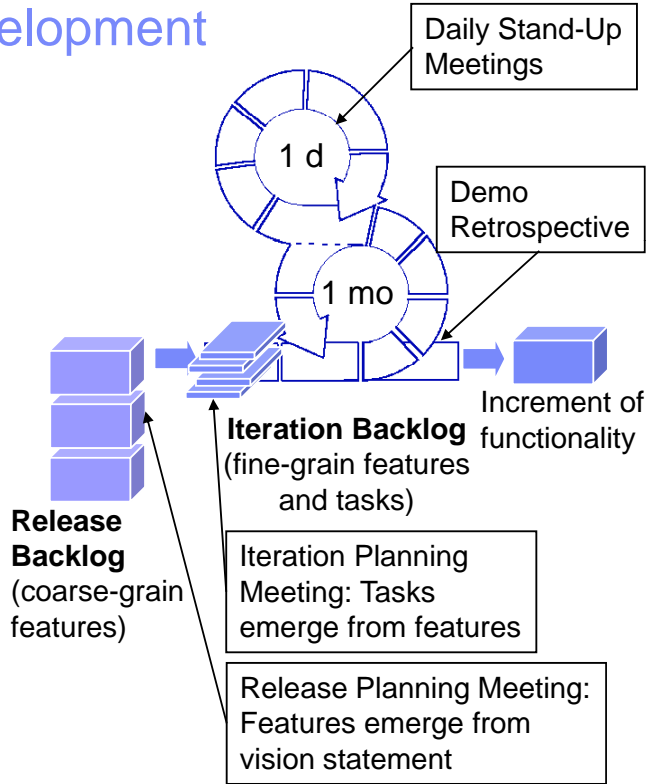 elopment
Daily Stand-Up
Meetings
1 d
Demo
Retrospective
1 mo
Increment of
functionality
Iteration Backlog
(fine-grain features
and tasks)
Release
Backlog
(coarse-grain
features)
Iteration Planning
Meeting: Tasks
emerge from features
Release Planning Meeting:
Features emerge from
vision statement